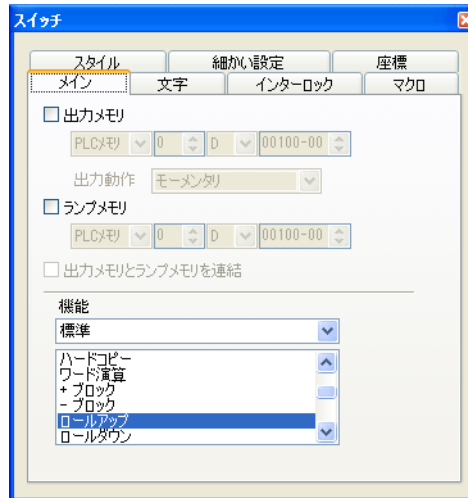 スイッチ
スタイル 細かい設定 座標
メイン 文字 インターロック マクロ
出力メモリ
PLCメモリ 0 D 00100-00
出力動作 モーメンタリ
ランプメモリ
PLCメモリ 0 D 00100-00
出力メモリとランプメモリを連結
機能
標準
ハードコピー
ワード演算
+ ブロック
- ブロック
ロールアップ
ロールダウン